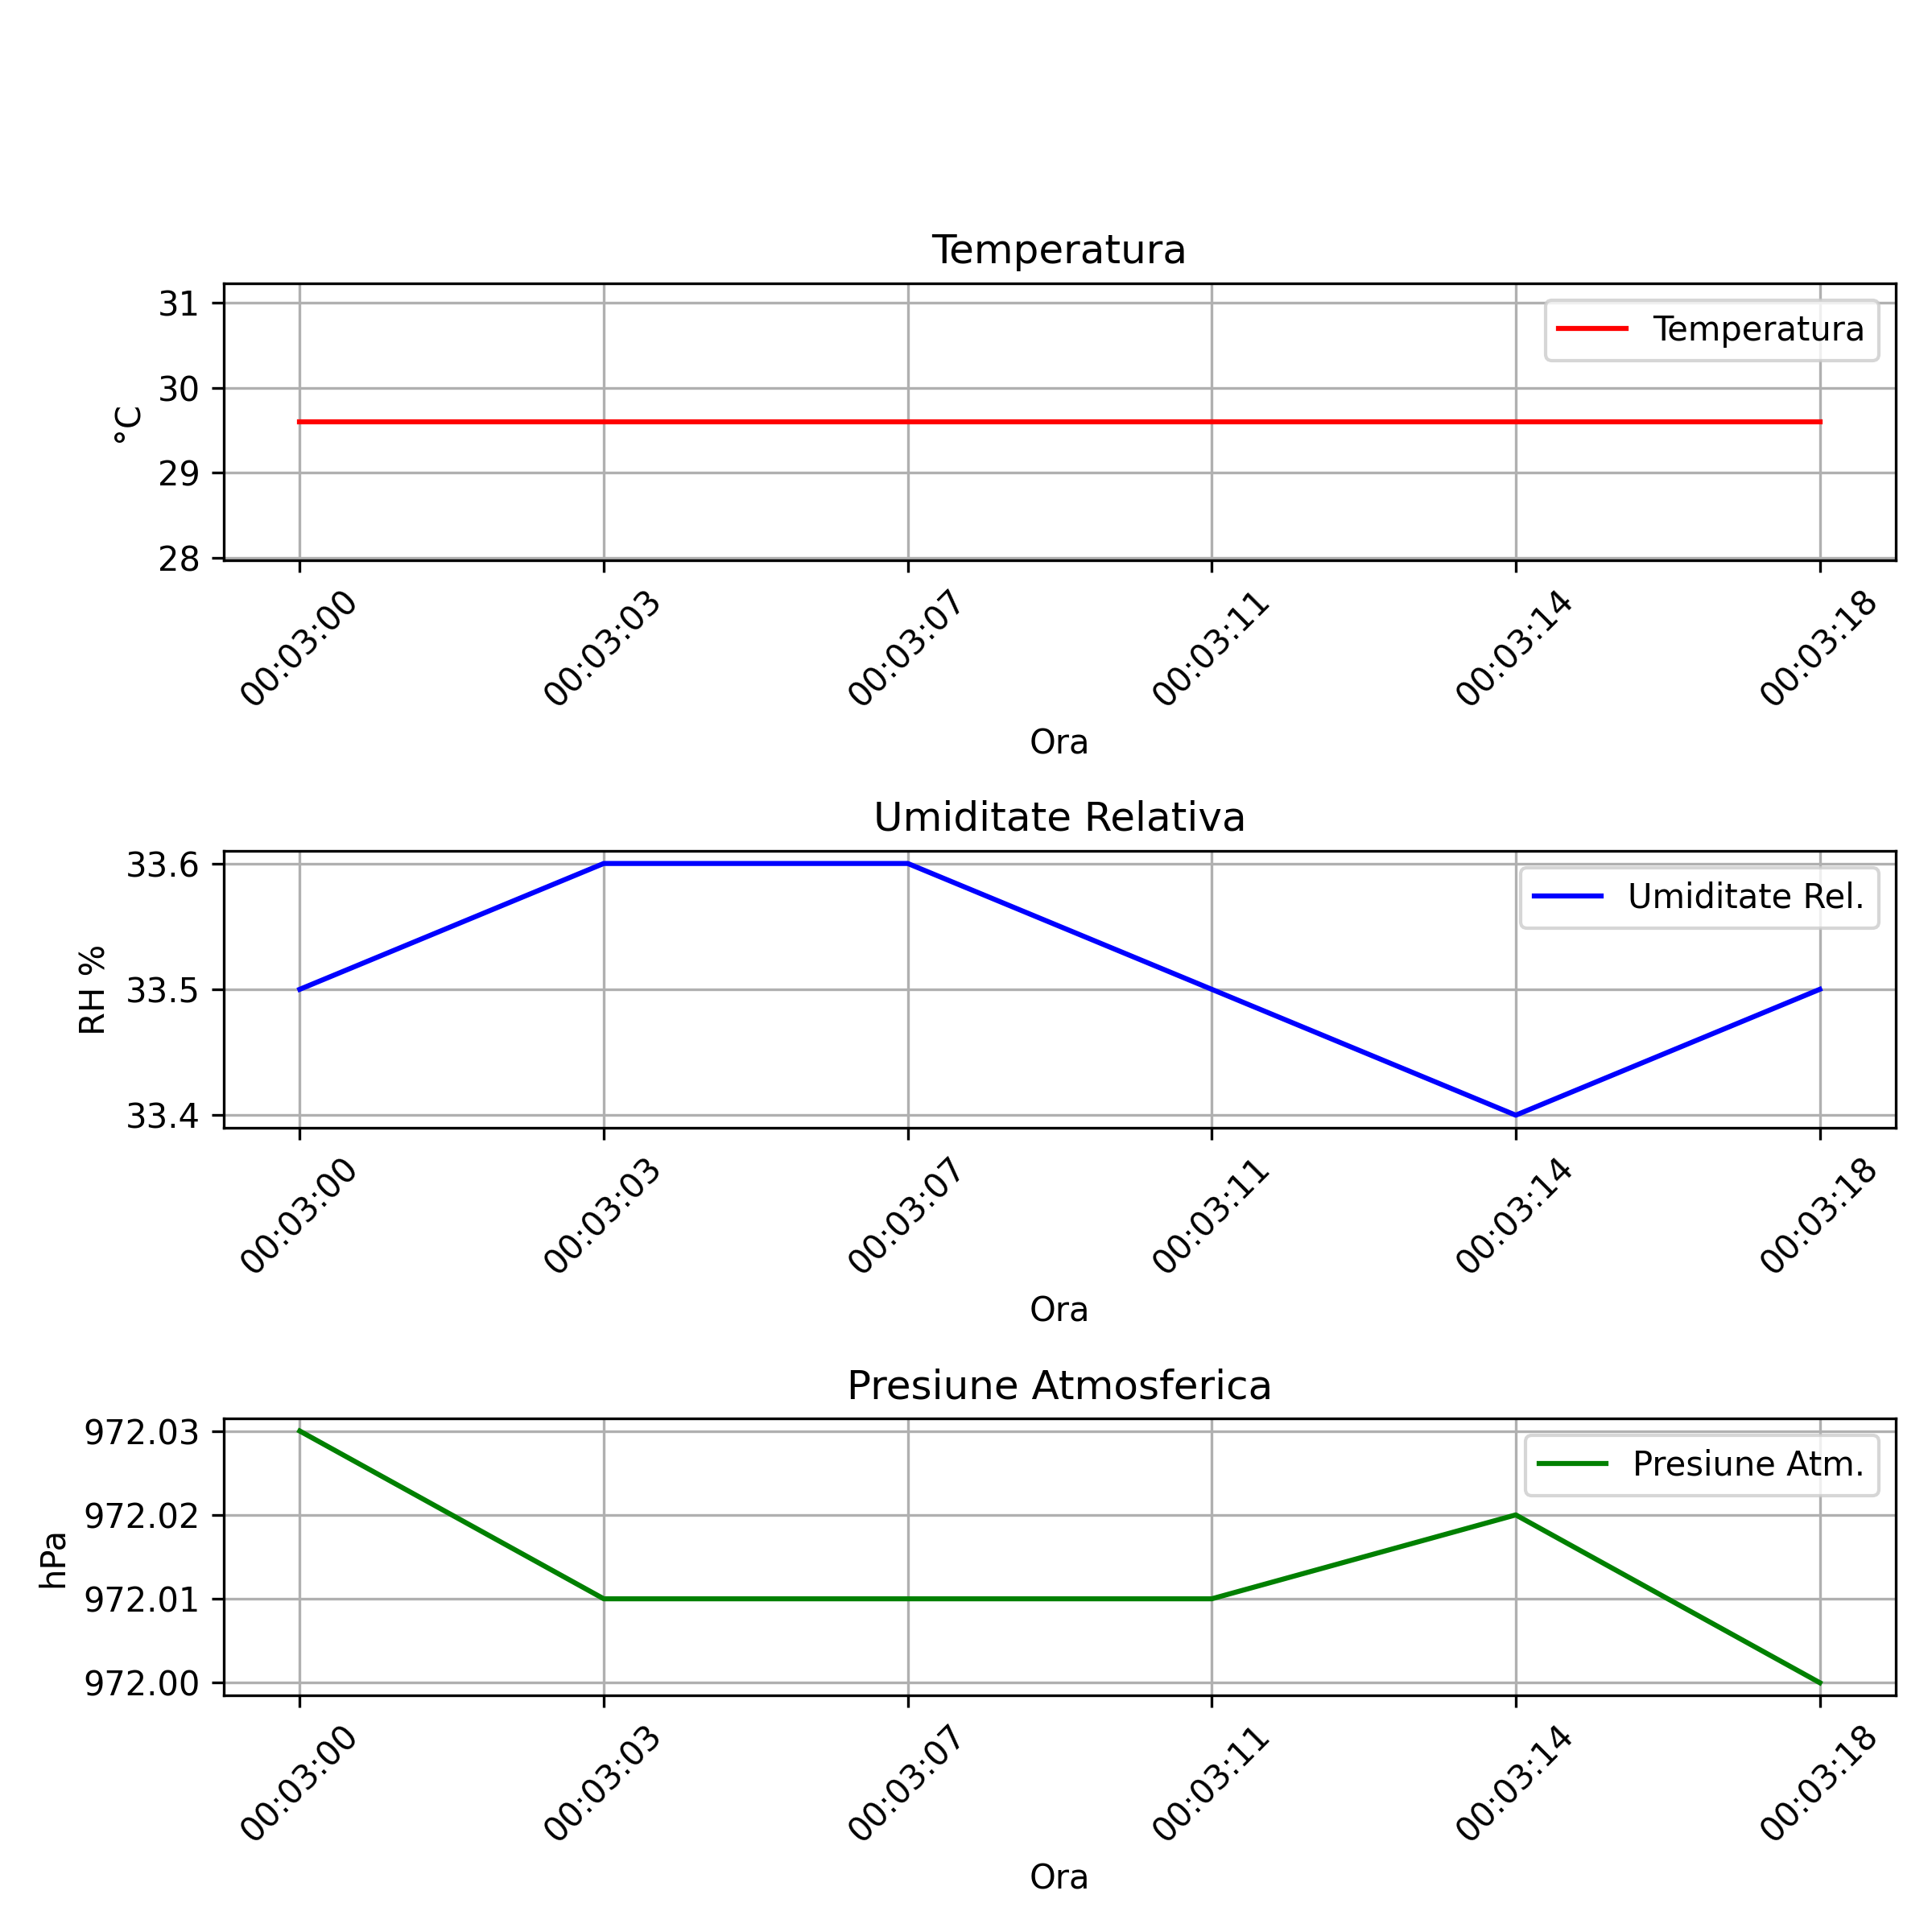 Temperatura
31
30
29
28
°C
Temperatura
00:03:00 00:03:03 00:03:07 00:03:11 00:03:14 00:03:18
Ora
Umiditate Relativa
33.6
33.5
33.4
RH %
Umiditate Rel.
00:03:00 00:03:03 00:03:07 00:03:11 00:03:14 00:03:18
Ora
Presiune Atmosferica
972.03
972.02
972.01
972.00
hPa
Presiune Atm.
00:03:00 00:03:03 00:03:07 00:03:11 00:03:14 00:03:18
Ora